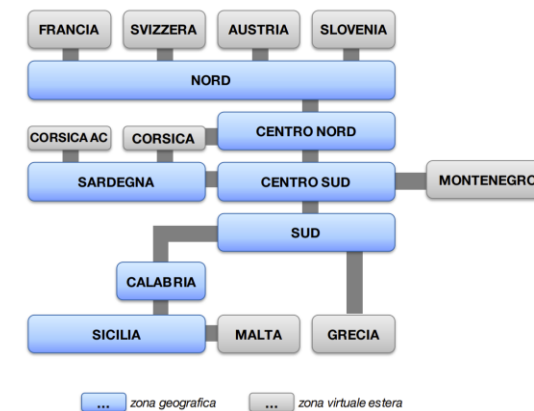 FRANCIA SVIZZERA AUSTRIA SLOVENIA
NORD
CENTRO NORD
CORSICA AC CORSICA
SARDEGNA CENTRO SUD MONTENEGRO
SUD
CALABRIA
SICILIA MALTA GRECIA
... zona geografica ... zona virtuale estera